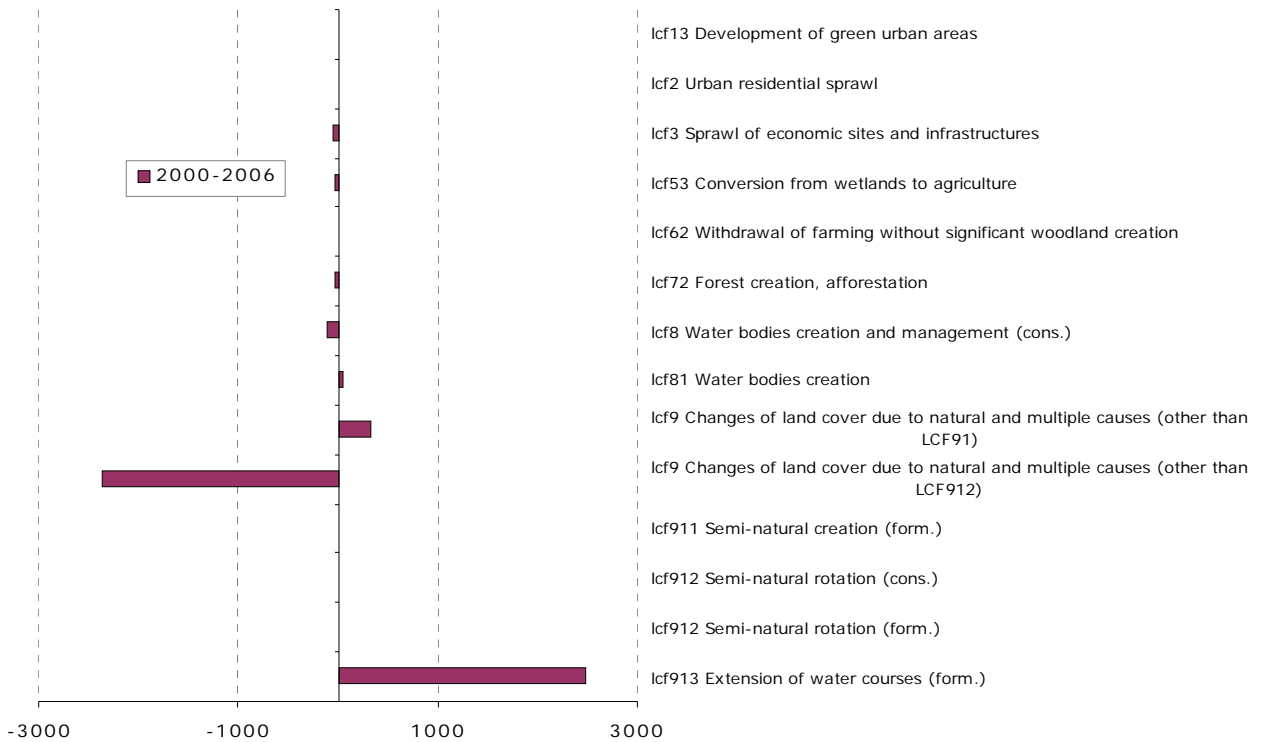 lcf13 Development of green urban areas
lcf2 Urban residential sprawl
lcf3 Sprawl of economic sites and infrastructures
2000-2006
lcf53 Conversion from wetlands to agriculture
lcf62 Withdrawal of farming without significant woodland creation
lcf72 Forest creation, afforestation
lcf8 Water bodies creation and management (cons.)
lcf81 Water bodies creation
lcf9 Changes of land cover due to natural and multiple causes (other than
LCF91)
lcf9 Changes of land cover due to natural and multiple causes (other than
LCF912)
lcf911 Semi-natural creation (form.)
lcf912 Semi-natural rotation (cons.)
lcf912 Semi-natural rotation (form.)
lcf913 Extension of water courses (form.)
-3000 -1000 1000 3000